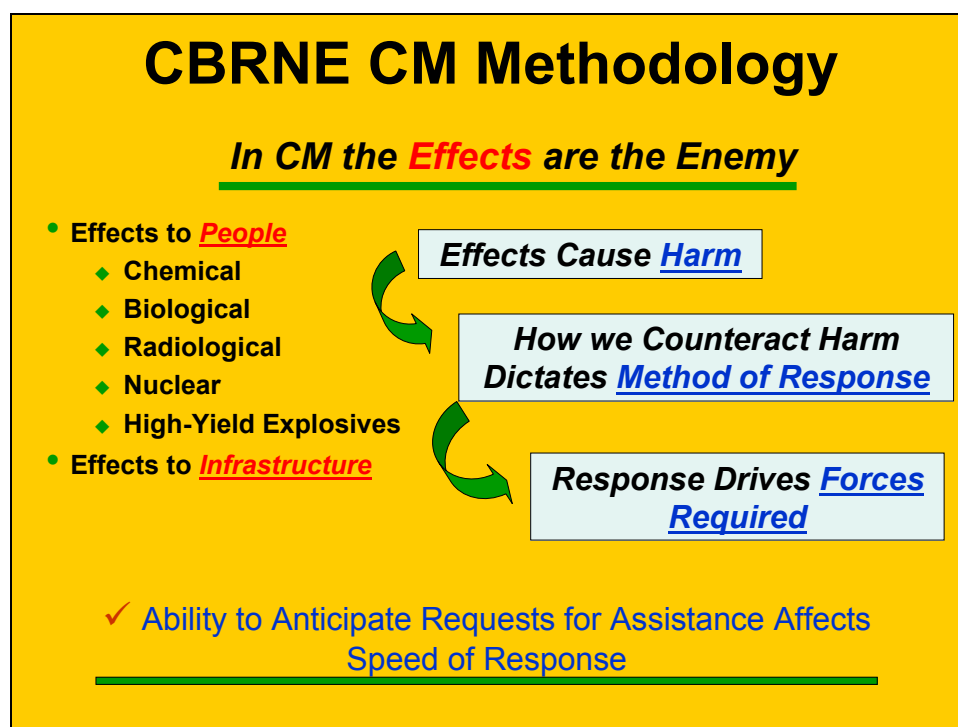 CBRNE CM Methodology
In CM the Effects are the Enemy
• Effects to People
◆ Chemical
◆ Biological
◆ Radiological
◆ Nuclear
◆ High-Yield Explosives
• Effects to Infrastructure
Effects Cause Harm
How we Counteract Harm
Dictates Method of Response
Response Drives Forces
Required
✓ Ability to Anticipate Requests for Assistance Affects
Speed of Response